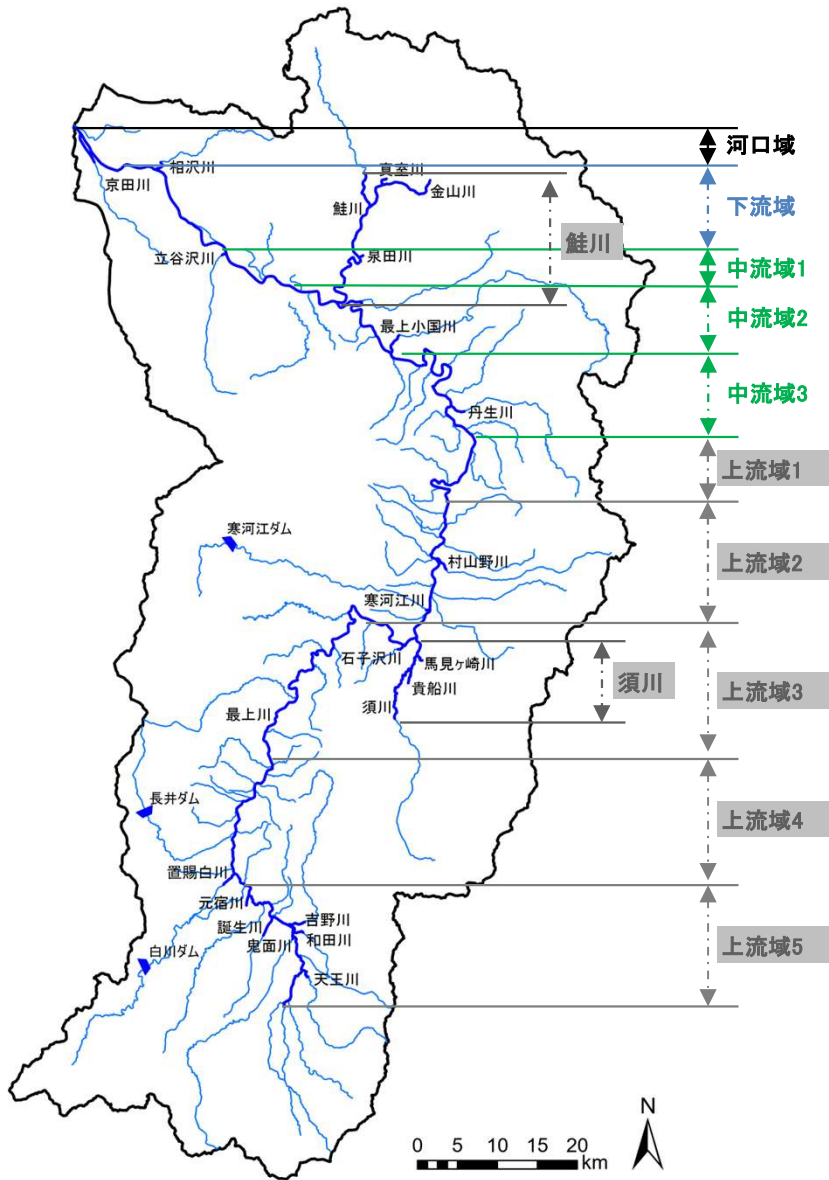 河口域
相沢川
京田川
真室川
金山川
鮭川
下流域
鮭川
立谷沢川
泉田川
中流域1
中流域2
最上小国川
中流域3
丹生川
上流域1
寒河江ダム
村山野川
上流域2
寒河江川
石子沢川
馬見ヶ崎川
貴船川
須川
須川
上流域3
最上川
長井ダム
上流域4
置賜白川
元宿川
誕生川
吉野川
和田川
鬼面川
白川ダム
天王川
上流域5
N
0 5 10 15 20
km